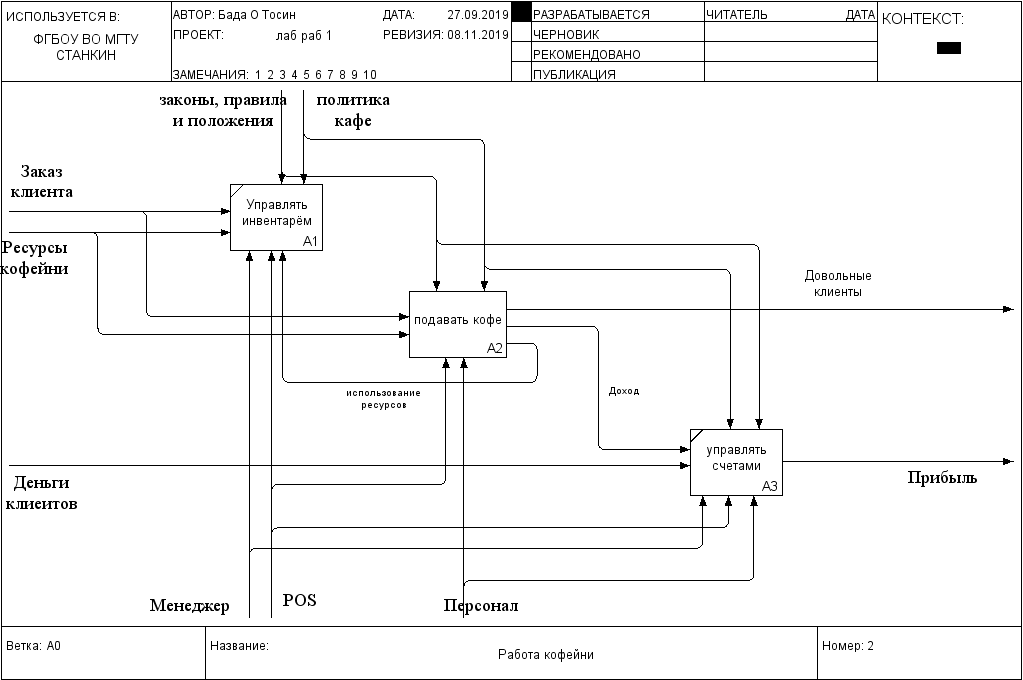 ИСПОЛЬЗУЕТСЯ В:
ФГБОУ ВО МГТУ
СТАНКИН
АВТОР: Бада О Тосин
ДАТА: 27.09.2019
ПРОЕКТ: лаб раб 1
РЕВИЗИЯ: 08.11.2019
ЗАМЕЧАНИЯ: 1 2 3 4 5 6 7 8 9 10
РАЗРАБАТЫВАЕТСЯ
ЧЕРНОВИК
РЕКОМЕНДОВАНО
ПУБЛИКАЦИЯ
ЧИТАТЕЛЬ
ДАТА
КОНТЕКСТ:
законы, правила
и положения
политика
кафе
Заказ
клиента
Ресурсы
кофейни
Управлять
инвентарём
A1
подавать кофе
A2
Довольные
клиенты
использование
ресурсов
Доход
управлять
счетами
A3
Деньги
клиеитов
Прибыль
Менеджер
POS
Персонал
Ветка: A0
Название:
Работа кофейни
Номер: 2